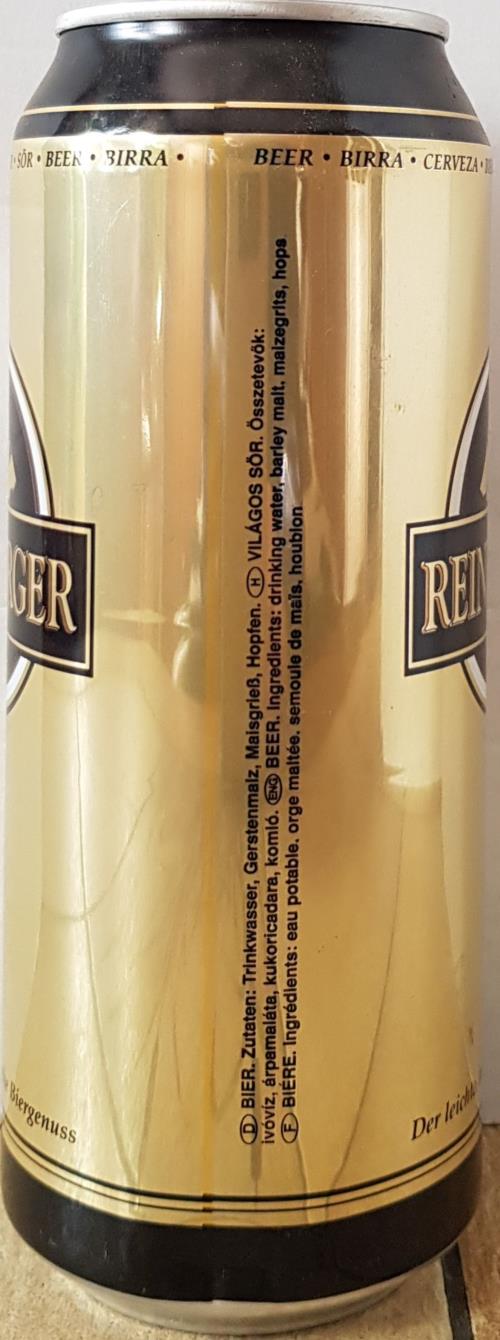 SÖR • BEER • BIRRA • BEER • BIRRA • CERVEZA •
RGER
REIN
D BIER. Zutaten: Trinkwasser, Gerstenmalz, Maisgrieß, Hopfen. H VILÁGOS SÖR. Összetevők:
ivóvíz, árpamaláta, kukoricadara, komló. ENG BEER. Ingredients: drinking water, barley malt, maizegrits, hops
F BIÈRE. Ingrédients: eau potable, orge maltée, semoule de maïs, houblon
Biergenuss
Der leichte